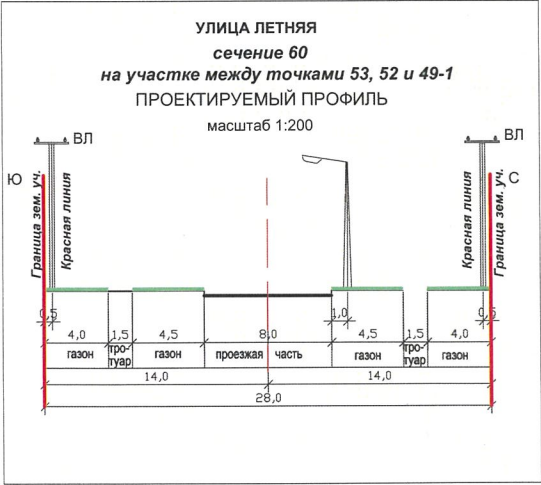 УЛИЦА ЛЕТНЯЯ
сечение 60
на участке между точками 53, 52 и 49-1
ПРОЕКТИРУЕМЫЙ ПРОФИЛЬ
масштаб 1:200
ВЛ
ВЛ
Ю
С
Граница зем. уч.
Красная линия
Красная линия
Граница зем. уч.
0,5
1,0
0,5
4,0
1,5
4,5
8,0
4,5
1,5
4,0
газон
тро-
туар
газон
проезжая часть
газон
тро-
туар
газон
14,0
14,0
28,0